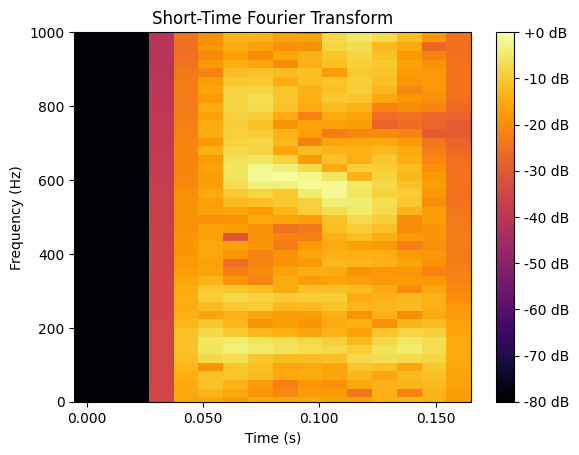 Short-Time Fourier Transform
1000
800
600
400
200
0
Frequency (Hz)
0.000
0.050
0.100
0.150
Time (s)
+0 dB
-10 dB
-20 dB
-30 dB
-40 dB
-50 dB
-60 dB
-70 dB
-80 dB